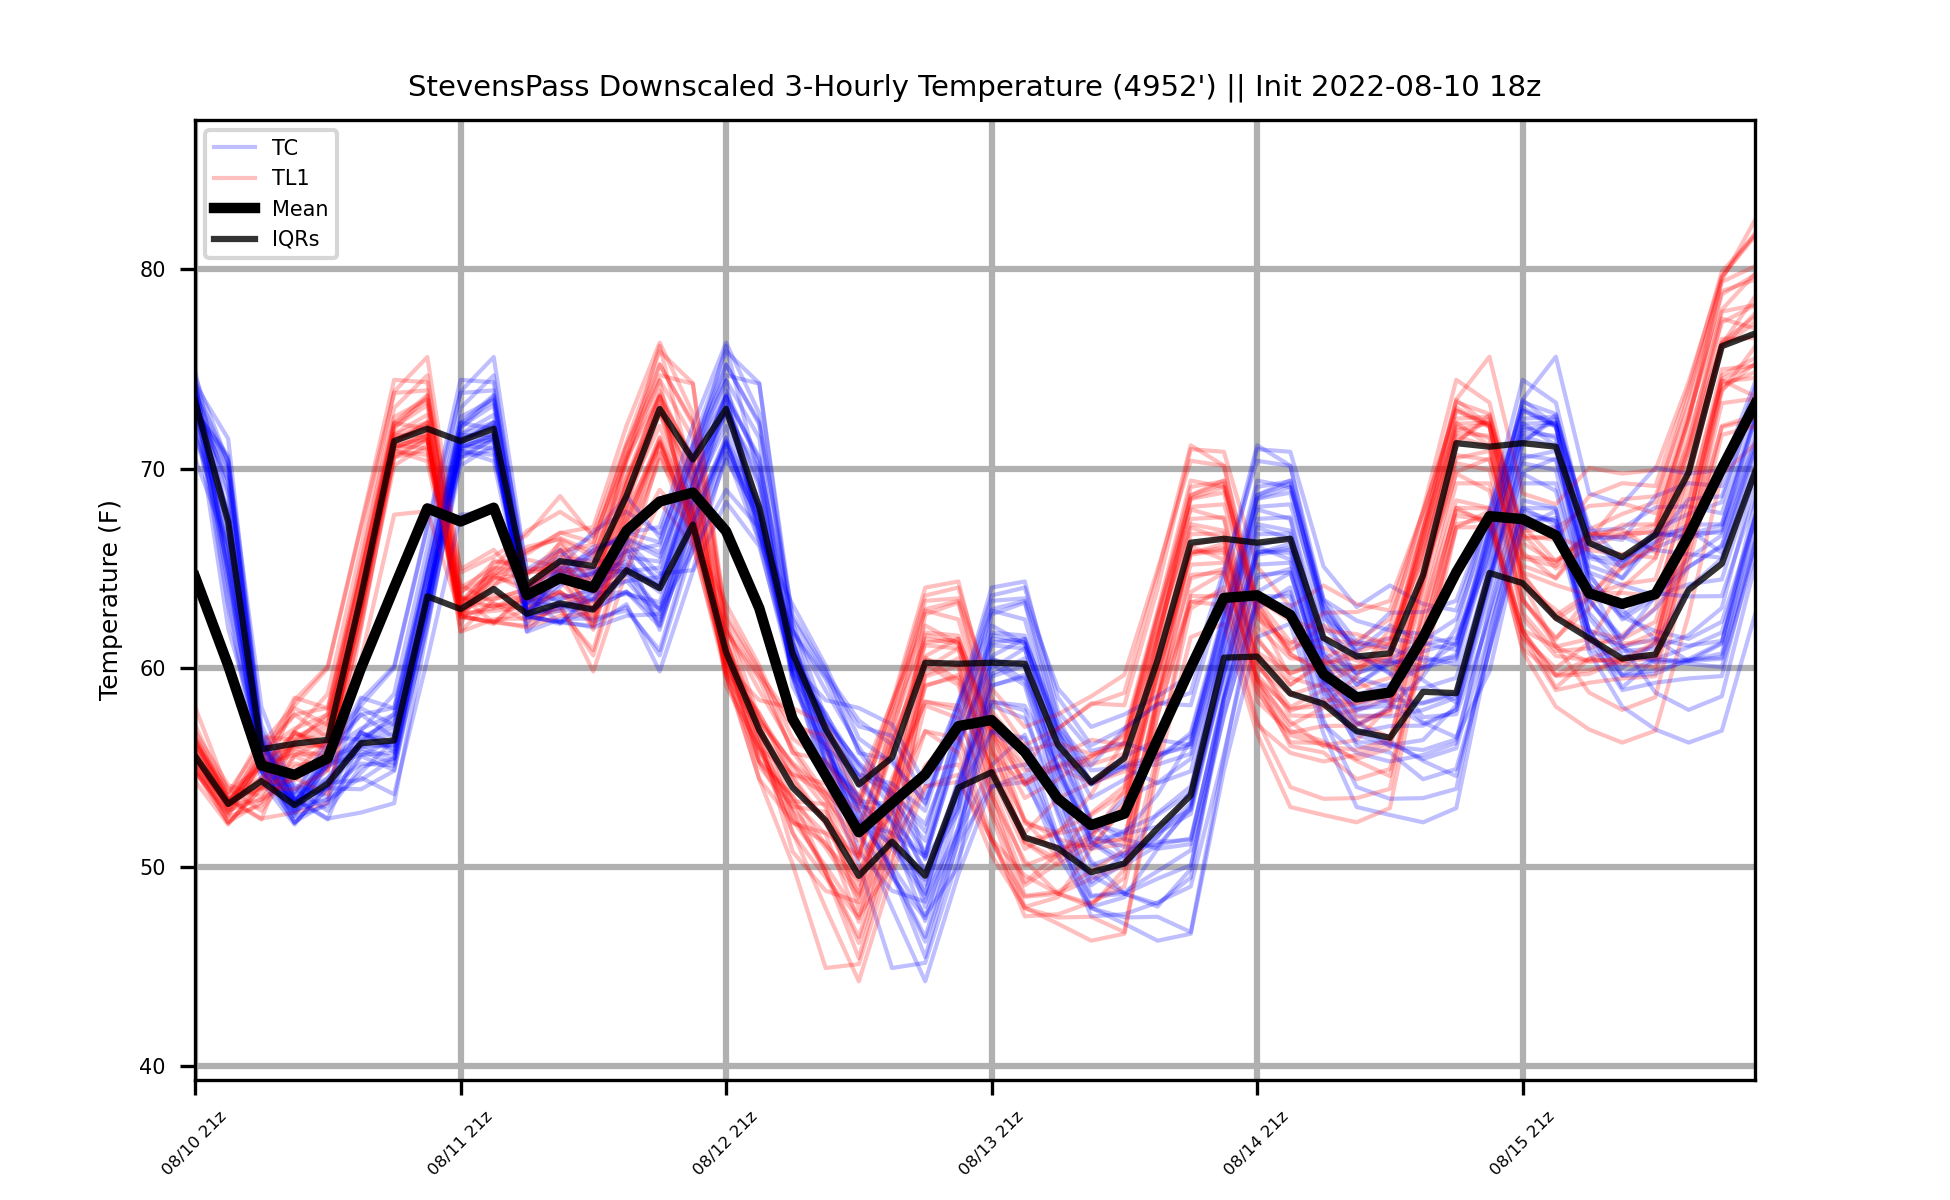 StevensPass Downscaled 3-Hourly Temperature (4952') || Init 2022-08-10 18z
TC
TL1
Mean
IQRs
Temperature (F)
80
70
60
50
40
08/10 21z
08/11 21z
08/12 21z
08/13 21z
08/14 21z
08/15 21z